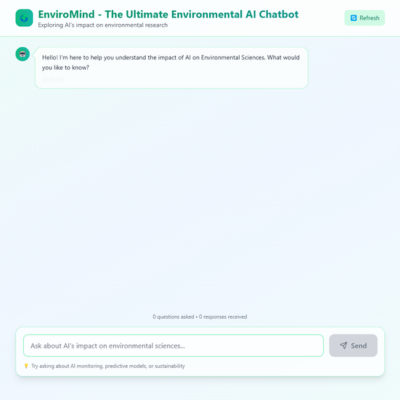 EnviroMind - The Ultimate Environmental AI Chatbot
Exploring AI's impact on environmental research
Refresh
Hello! I'm here to help you understand the impact of AI on Environmental Sciences. What would
you like to know?
0 questions asked • 0 responses received
Ask about AI's impact on environmental sciences...
Send
Try asking about AI monitoring, predictive models, or sustainability